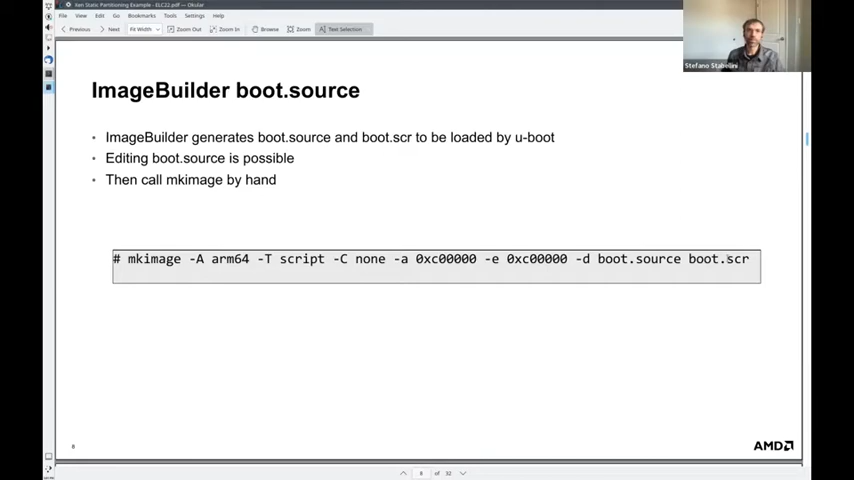 Xen Static Partitioning Example - ELC22.pdf — Okular
File View Edit Go Bookmarks Tools Settings Help
Previous Next Fit Width Zoom Out Zoom In Browse Zoom Text Selection
Stefano Stabellini
ImageBuilder boot.source
• ImageBuilder generates boot.source and boot.scr to be loaded by u-boot
• Editing boot.source is possible
• Then call mkimage by hand
# mkimage -A arm64 -T script -C none -a 0xc00000 -e 0xc00000 -d boot.source boot.scr
AMD
8 of 32